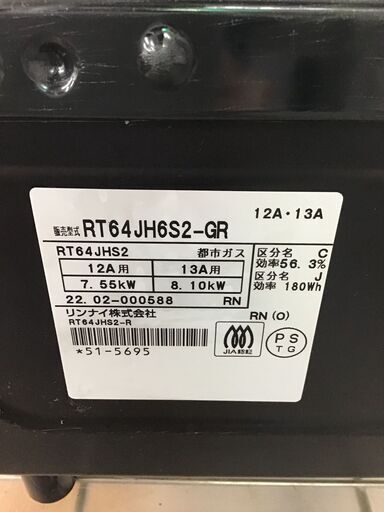 12A・13A
販売型式 RT64JH6S2-GR
RT64JHS2 都市ガス
区分名 C
効率56.3%
12A用 13A用
7.55kW 8.10kW
区分名 J
効率 180Wh
22.02-000588 RN
リンナイ株式会社 RN(O)
RT64JHS2-R
*51-5695
JIA認証
PS
TG